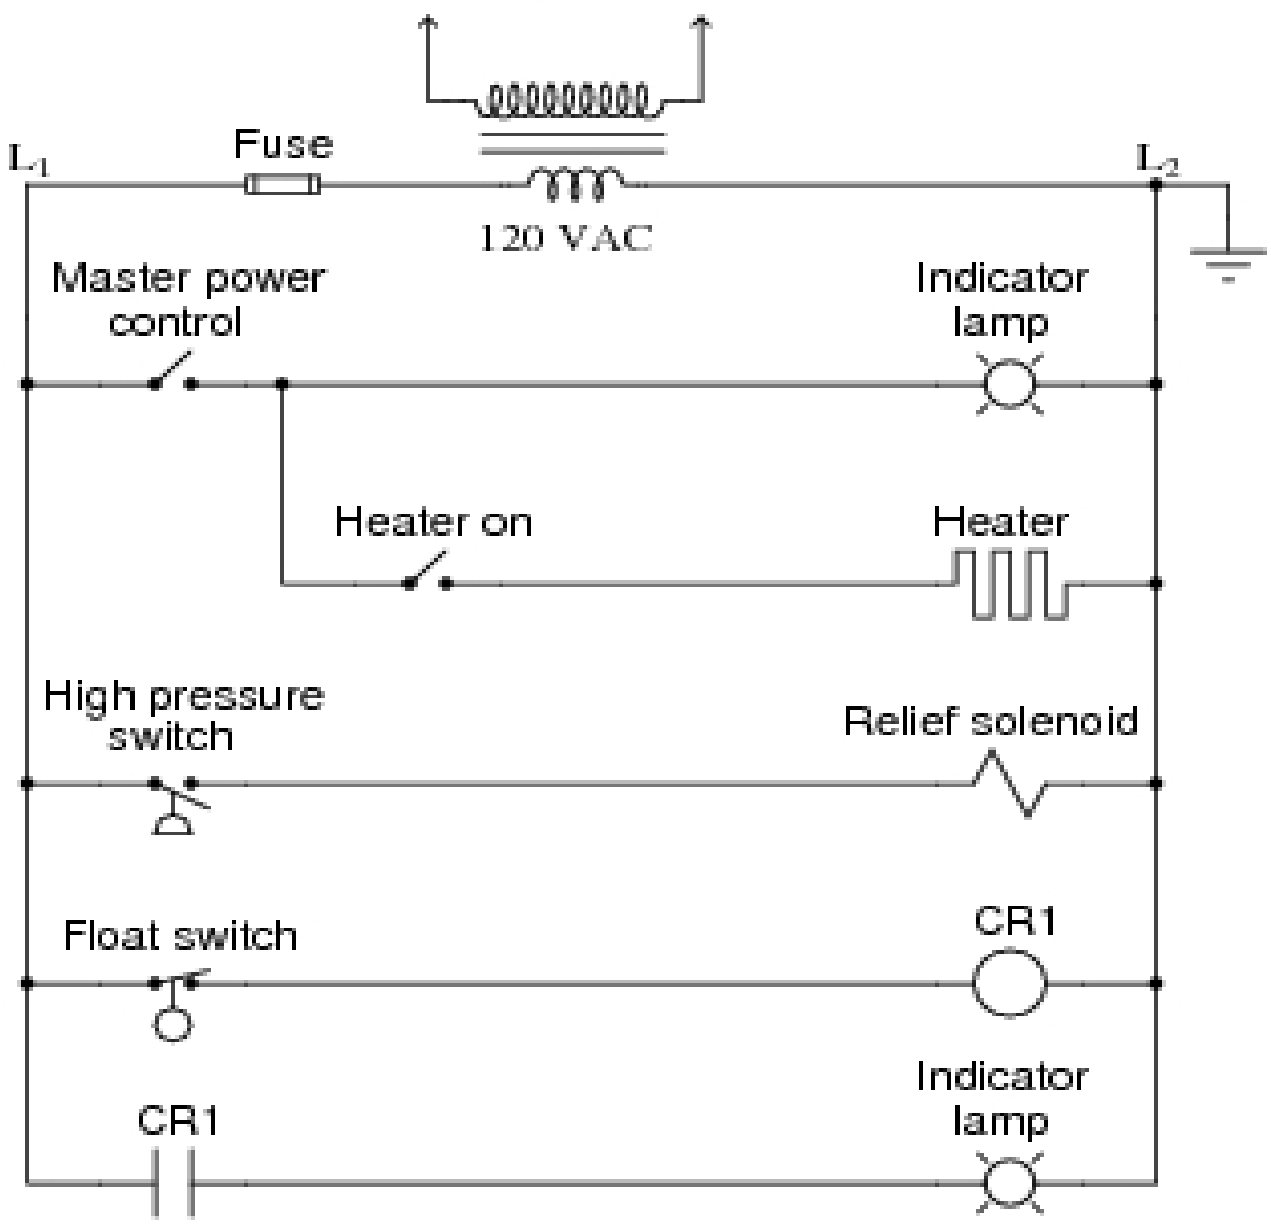 Fuse
L1
L2
120 VAC
Master power
control
Indicator
lamp
Heater on
Heater
High pressure
switch
Relief solenoid
Float switch
CR1
CR1
Indicator
lamp